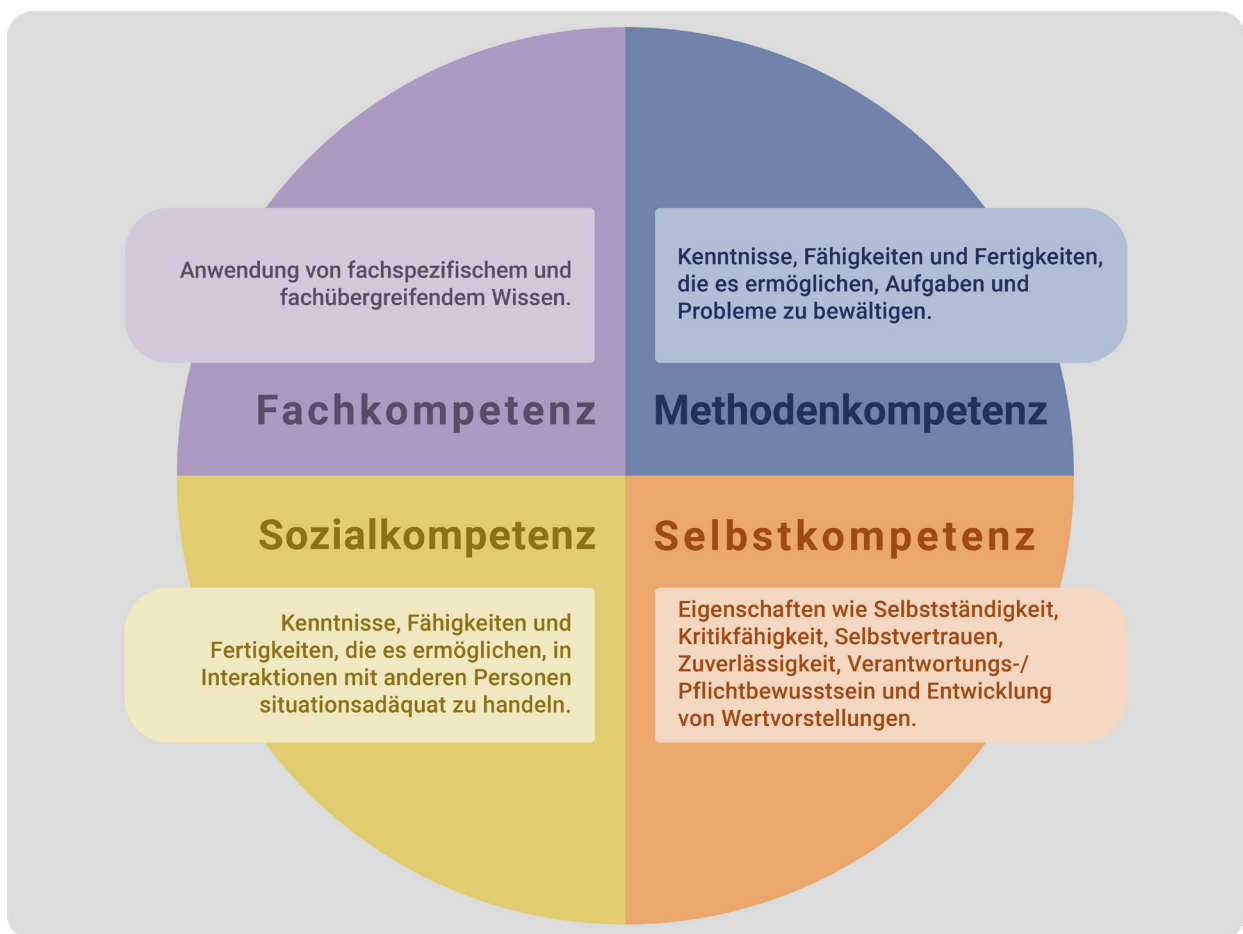 Anwendung von fachspezifischem und
fachübergreifendem Wissen.
Fachkompetenz
Kenntnisse, Fähigkeiten und Fertigkeiten,
die es ermöglichen, Aufgaben und
Probleme zu bewältigen.
Methodenkompetenz
Sozialkompetenz
Kenntnisse, Fähigkeiten und
Fertigkeiten, die es ermöglichen, in
Interaktionen mit anderen Personen
situationsadäquat zu handeln.
Selbstkompetenz
Eigenschaften wie Selbstständigkeit,
Kritikfähigkeit, Selbstvertrauen,
Zuverlässigkeit, Verantwortungs-/
Pflichtbewusstsein und Entwicklung
von Wertvorstellungen.